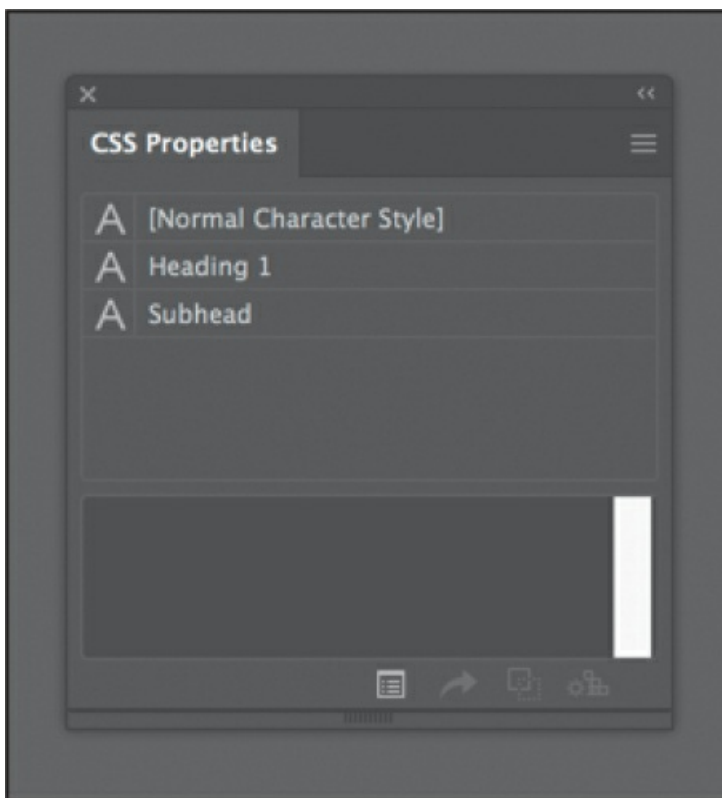 CSS Properties
A [Normal Character Style]
A Heading 1
A Subhead